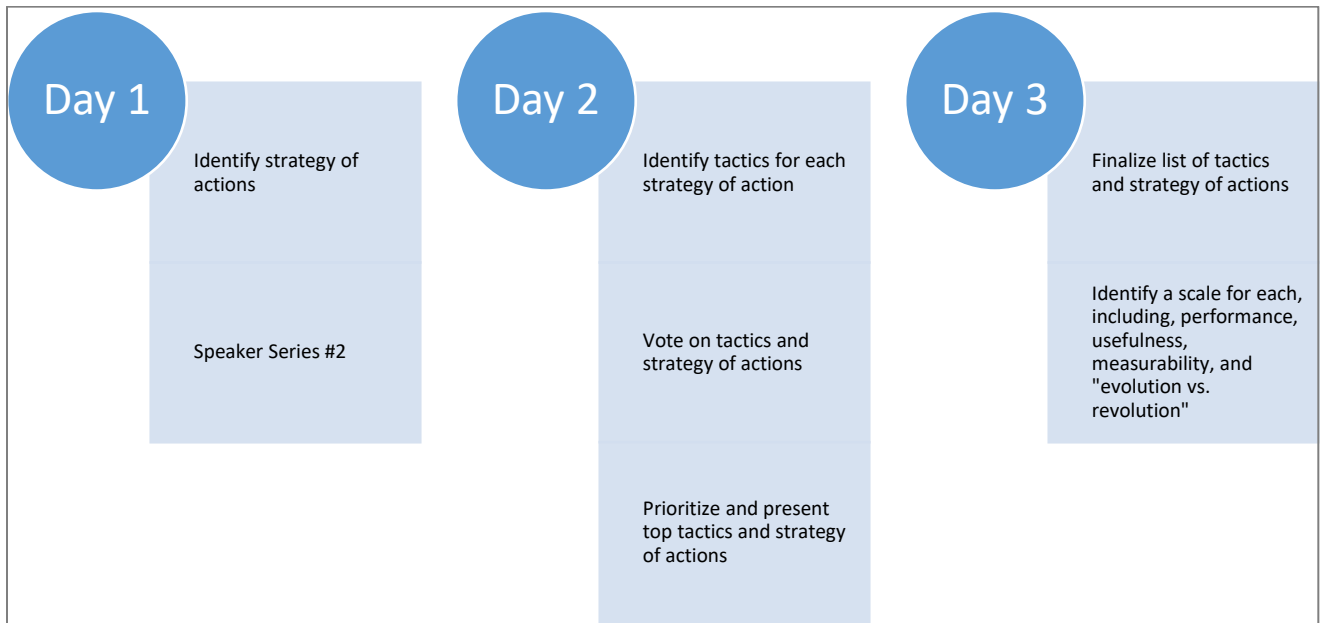 Day 1
Identify strategy of
actions
Speaker Series #2
Day 2
Identify tactics for each
strategy of action
Vote on tactics and
strategy of actions
Prioritize and present
top tactics and strategy
of actions
Day 3
Finalize list of tactics
and strategy of actions
Identify a scale for each,
including, performance,
usefulness,
measurability, and
"evolution vs.
revolution"